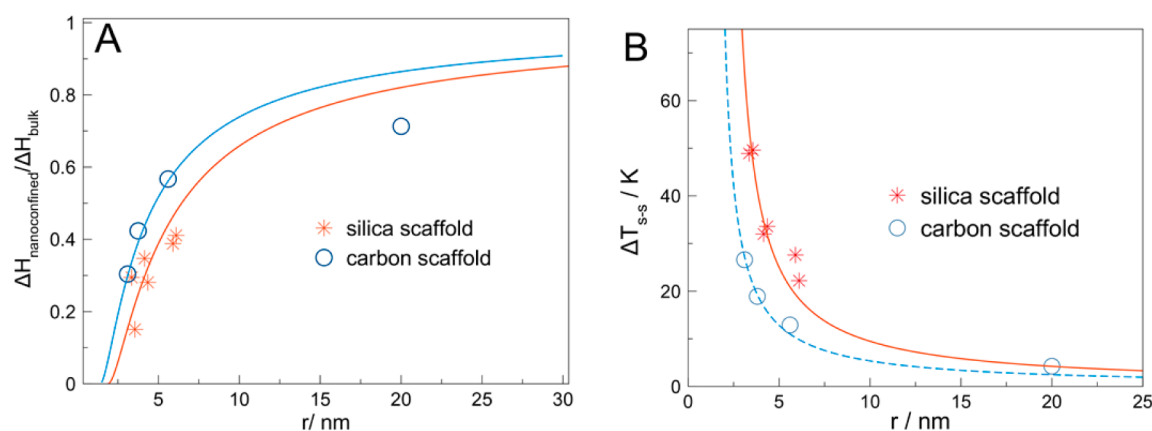 A
1
0.8
0.6
0.4
0.2
0
ΔH_nanoconfined/ΔH_bulk
silica scaffold
carbon scaffold
5
10
15
20
25
30
r/ nm
B
60
40
20
0
ΔT_s-s / K
silica scaffold
carbon scaffold
0
5
10
15
20
25
r / nm